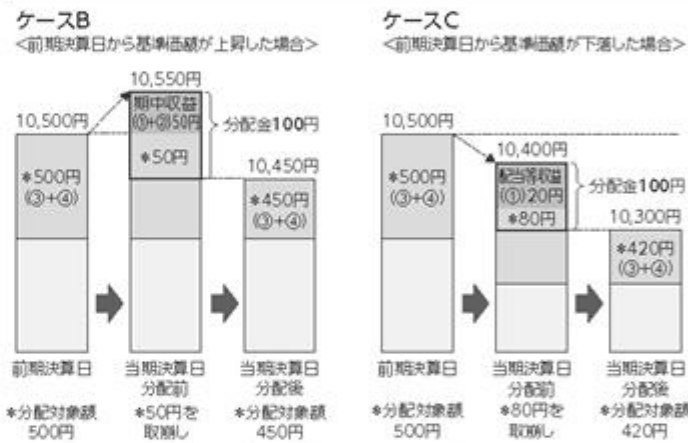 ケースB
<前期決算日から基準価額が上昇した場合>
10,550円
10,500円
期中収益
(①+②)50円
*50円
分配金100円
*500円
(③+④)
10,450円
*450円
(③+④)
前期決算日
当期決算日
分配前
当期決算日
分配後
*分配対象額
500円
*50円を
取崩し
*分配対象額
450円
ケースC
<前期決算日から基準価額が下落した場合>
10,500円
10,400円
*500円
(③+④)
配当等収益
(①)20円
*80円
分配金100円
10,300円
*420円
(③+④)
前期決算日
当期決算日
分配前
当期決算日
分配後
*分配対象額
500円
*80円を
取崩し
*分配対象額
420円